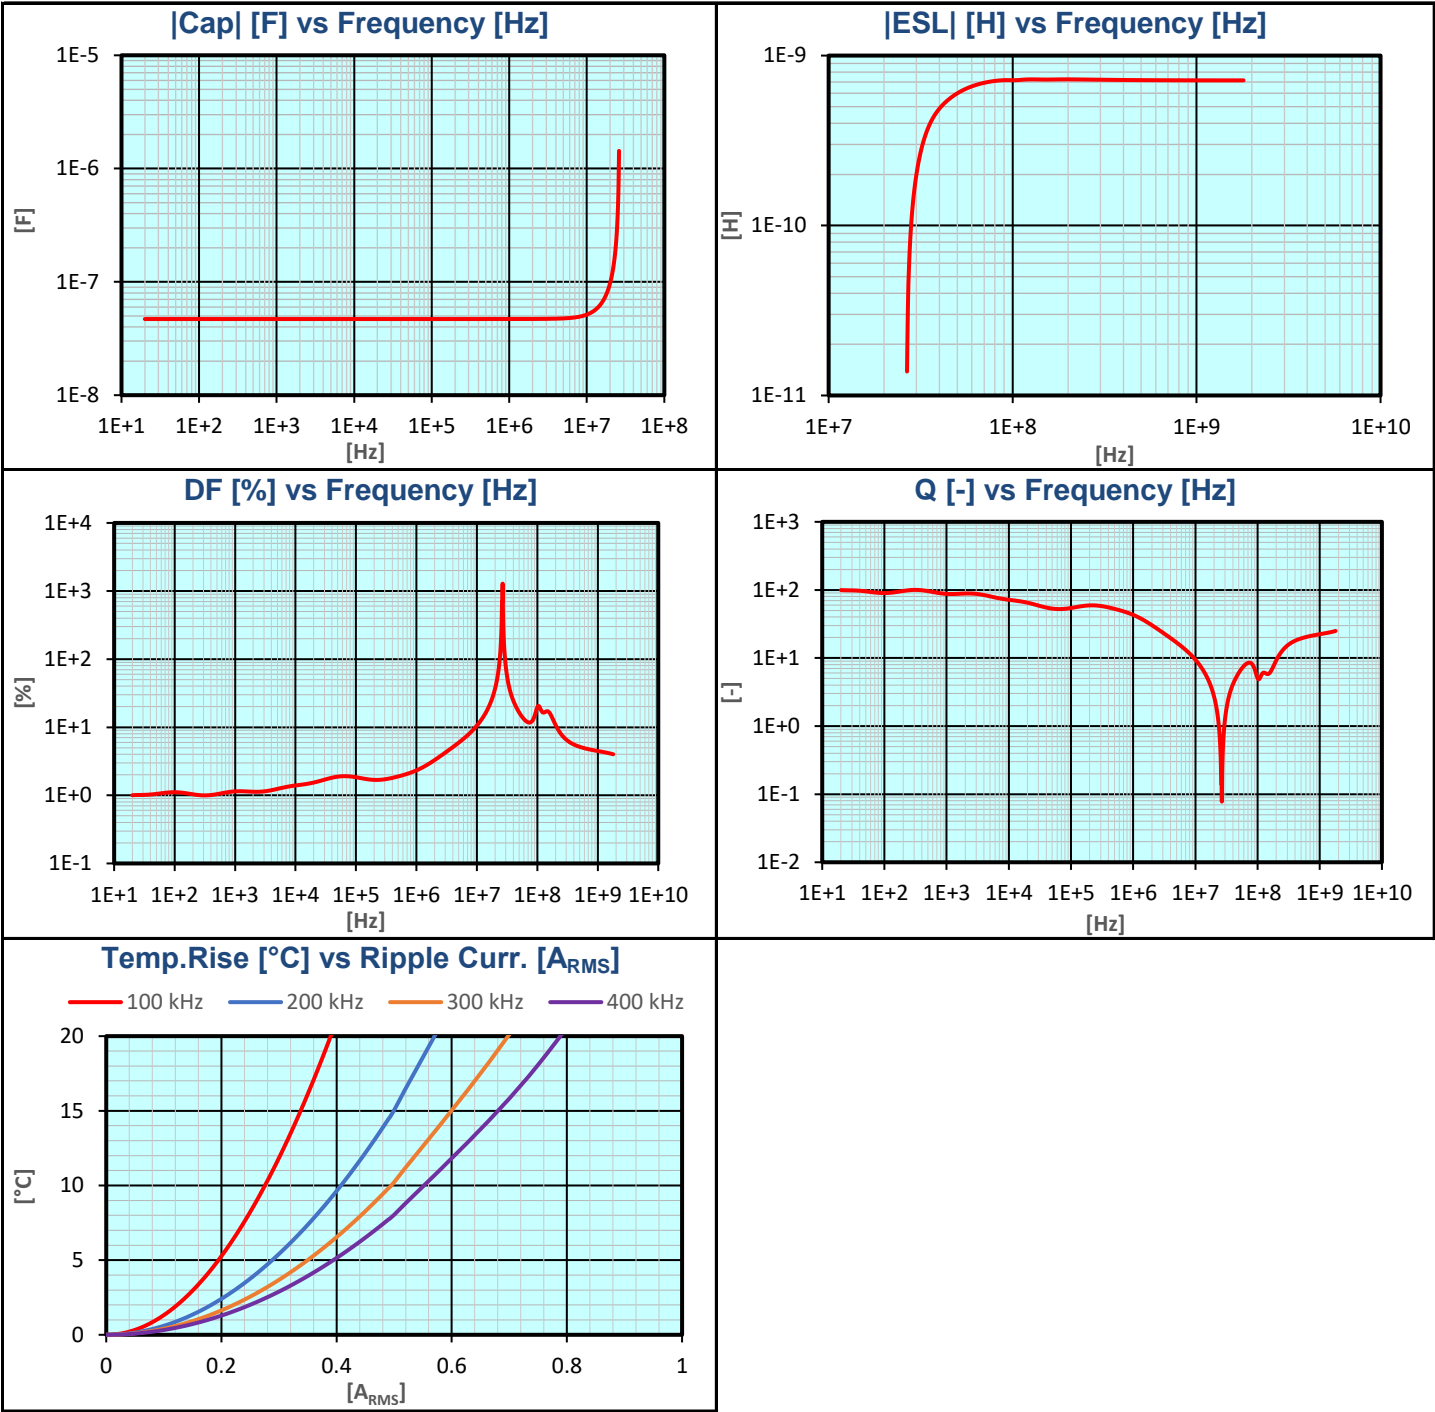 |Cap| [F] vs Frequency [Hz]
1E-5
1E-6
1E-7
1E-8
[F]
1E+1 1E+2 1E+3 1E+4 1E+5 1E+6 1E+7 1E+8
[Hz]
|ESL| [H] vs Frequency [Hz]
1E-9
1E-10
1E-11
[H]
1E+7 1E+8 1E+9 1E+10
[Hz]
DF [%] vs Frequency [Hz]
1E+4
1E+3
1E+2
1E+1
1E+0
1E-1
[%]
1E+1 1E+2 1E+3 1E+4 1E+5 1E+6 1E+7 1E+8 1E+9 1E+10
[Hz]
Q [-] vs Frequency [Hz]
1E+3
1E+2
1E+1
1E+0
1E-1
1E-2
[-]
1E+1 1E+2 1E+3 1E+4 1E+5 1E+6 1E+7 1E+8 1E+9 1E+10
[Hz]
Temp.Rise [°C] vs Ripple Curr. [ARMS]
100 kHz 200 kHz 300 kHz 400 kHz
20
15
10
5
0
[°C]
0 0.2 0.4 0.6 0.8 1
[ARMS]